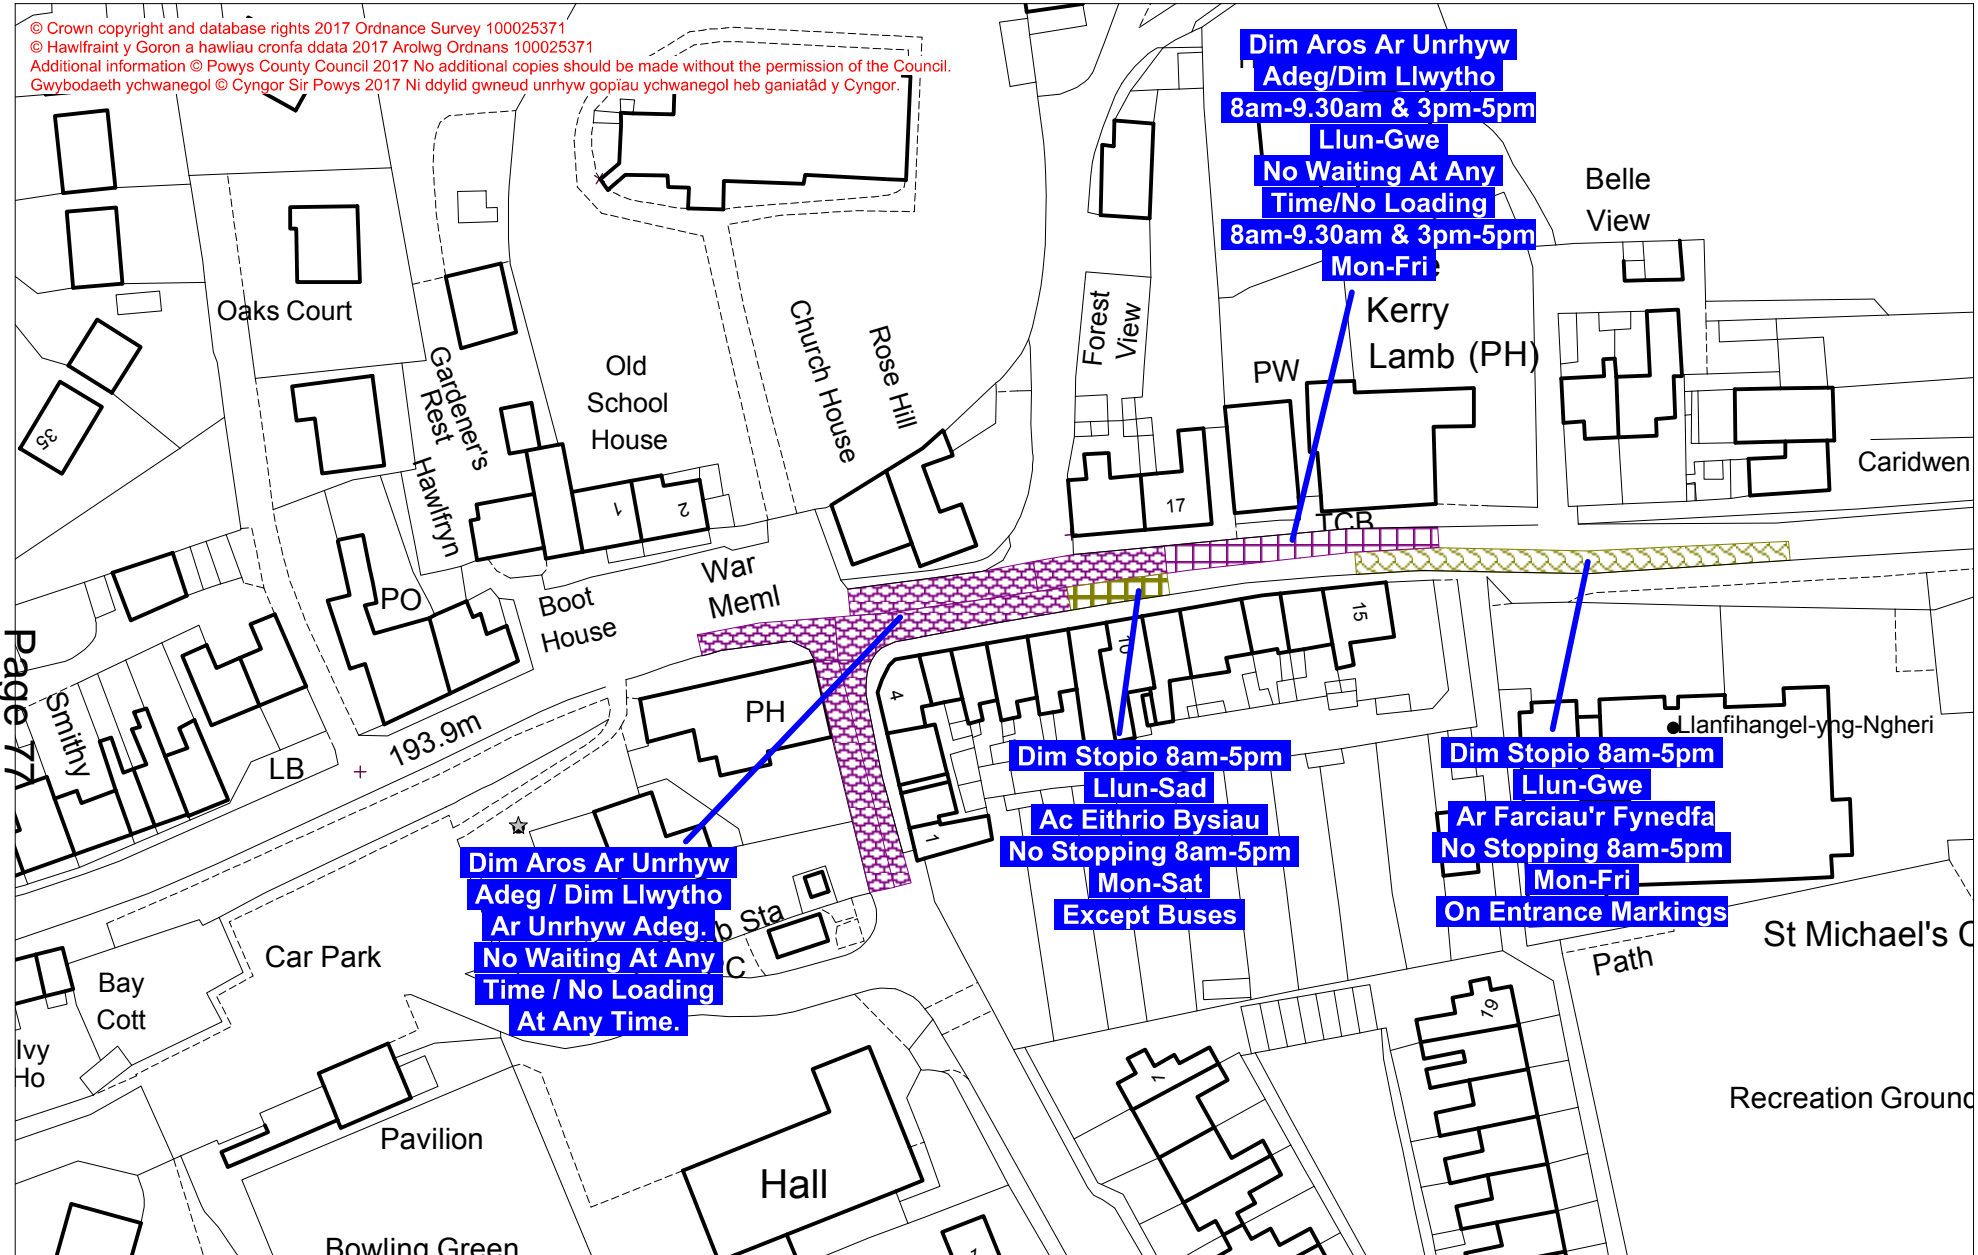 © Crown copyright and database rights 2017 Ordnance Survey 100025371
© Hawlfraint y Goron a hawliau cronfa ddata 2017 Arolwg Ordnans 100025371
Additional information © Powys County Council 2017 No additional copies should be made without the permission of the Council.
Gwybodaeth ychwanegol © Cyngor Sir Powys 2017 Ni ddylid gwneud unrhyw gopïau ychwanegol heb ganiatâd y Cyngor.
Dim Aros Ar Unrhyw
Adeg/Dim Llwytho
8am-9.30am & 3pm-5pm
Llun-Gwe
No Waiting At Any
Time/No Loading
8am-9.30am & 3pm-5pm
Mon-Fri
Belle
View
Oaks Court
Kerry
Lamb (PH)
Forest
View
Church House
Rose Hill
Gardener's
Rest
Old
School
House
PW
35
Hawlfryn
1
2
17
Caridwen
TCB
War
Meml
PO
Boot
House
10
15
4
PH
Page 77
Smithy
193.9m
LB
Llanfihangel-yng-Ngheri
Dim Stopio 8am-5pm
Llun-Sad
Ac Eithrio Bysiau
No Stopping 8am-5pm
Mon-Sat
Except Buses
Dim Stopio 8am-5pm
Llun-Gwe
Ar Farciau'r Fynedfa
No Stopping 8am-5pm
Mon-Fri
On Entrance Markings
1
Dim Aros Ar Unrhyw
Adeg / Dim Llwytho
Ar Unrhyw Adeg.
No Waiting At Any
Time / No Loading
At Any Time.
b Sta
C
St Michael's C
Path
Car Park
Bay
Cott
Ivy
Ho
19
1
Recreation Ground
Pavilion
Hall
1
Bowling Green